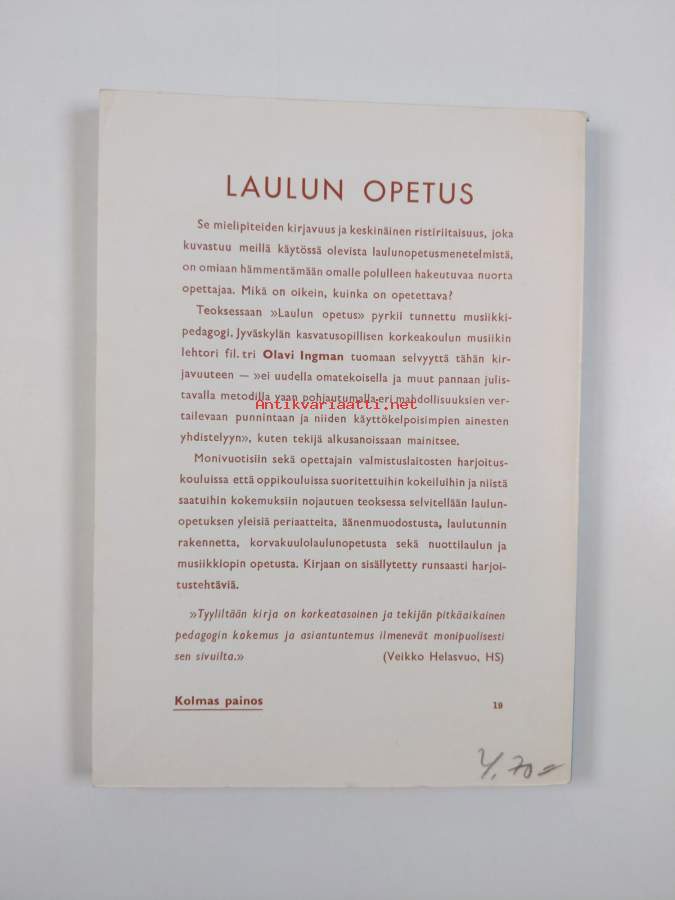 LAULUN OPETUS
Se mielipiteiden kirjavuus ja keskinäinen ristiriitaisuus, joka
kuvastuu meillä käytössä olevista laulunopetusmenetelmistä,
on omiaan hämmentämään omalle polulleen hakeutuvaa nuorta
opettajaa. Mikä on oikein, kuinka on opetettava?
Teoksessaan »Laulun opetus» pyrkii tunnettu musiikki-
pedagogi, Jyväskylän kasvatusopillisen korkeakoulun musiikin
lehtori fil. tri Olavi Ingman tuomaan selvyyttä tähän kir-
javuuteen — »ei uudella omatekoisella ja muut pannaan julis-
tavalla metodilla vaan pohjautumalla eri mahdollisuuksien ver-
Antikvariaatti.net
tailevaan punnintaan ja niiden käyttökelpoisimpien ainesten
yhdistelyyn», kuten tekijä alkusanoissaan mainitsee.
Monivuotisiin sekä opettajain valmistuslaitosten harjoitus-
kouluissa että oppikouluissa suoritettuihin kokeiluihin ja niistä
saatuihin kokemuksiin nojautuen teoksessa selvitellään laulun-
opetuksen yleisiä periaatteita, äänenmuodostusta, laulutunnin
rakennetta, korvakuulolaulunopetusta sekä nuottilaulun ja
musiikkiopin opetusta. Kirjaan on sisällytetty runsaasti harjoi-
tustehtäviä.
»Tyyliltään kirja on korkeatasoinen ja tekijän pitkäaikainen
pedagogin kokemus ja asiantuntemus ilmenevät monipuolisesti
sen sivuilta.» (Veikko Helasvuo, HS)
Kolmas painos 19
4,70=